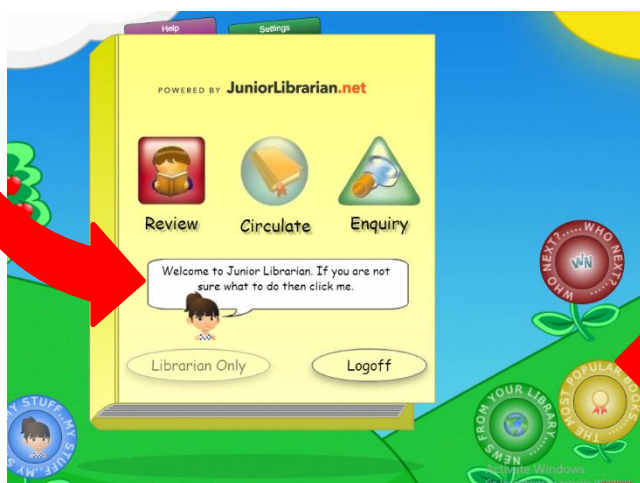 Help
Settings
POWERED BY JuniorLibrarian.net
Review
Circulate
Enquiry
Welcome to Junior Librarian. If you are not
sure what to do then click me.
Librarian Only
Logoff
WHO NEXT?.....WHO NEXT?.....
WN
MY STUFF..MY STUFF..MY
NEWS FROM YOUR LIBRARY....
THE MOST POPULAR BOOKS....
Activate Windows